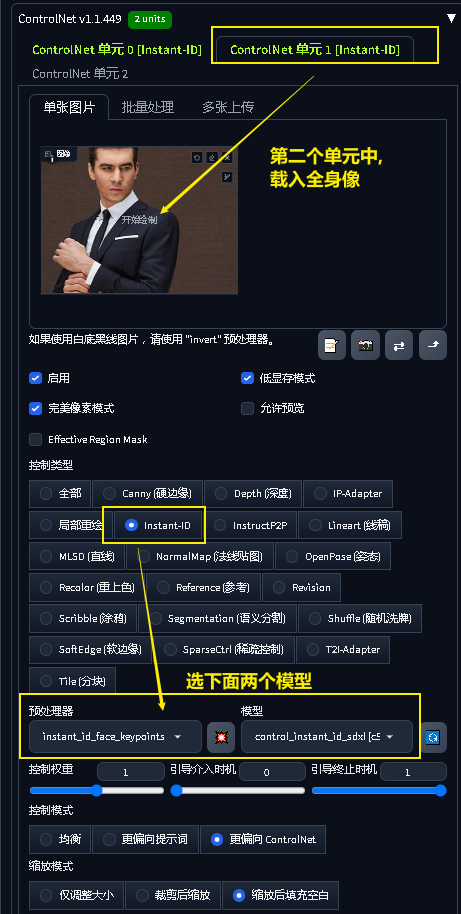 ControlNet v1.1.449 2 units
ControlNet 单元 0 [Instant-ID] ControlNet 单元 1 [Instant-ID]
ControlNet 单元 2
单张图片 批量处理 多张上传
图像
开始绘制
第二个单元中,
载入全身像
如果使用白底黑线图片，请使用 "invert" 预处理器。
启用 低显存模式
完美像素模式 允许预览
Effective Region Mask
控制类型
全部 Canny (硬边缘) Depth (深度) IP-Adapter
局部重绘 Instant-ID InstructP2P Lineart (线稿)
MLSD (直线) NormalMap (法线贴图) OpenPose (姿态)
Recolor (重上色) Reference (参考) Revision
Scribble (涂鸦) Segmentation (语义分割) Shuffle (随机洗牌)
SoftEdge (软边缘) SparseCtrl (稀疏控制) T2I-Adapter
Tile (分块)
选下面两个模型
预处理器 模型
instant_id_face_keypoints control_instant_id_sdxl [c5
控制权重 1 引导介入时机 0 引导终止时机 1
控制模式
均衡 更偏向提示词 更偏向 ControlNet
缩放模式
仅调整大小 裁剪后缩放 缩放后填充空白